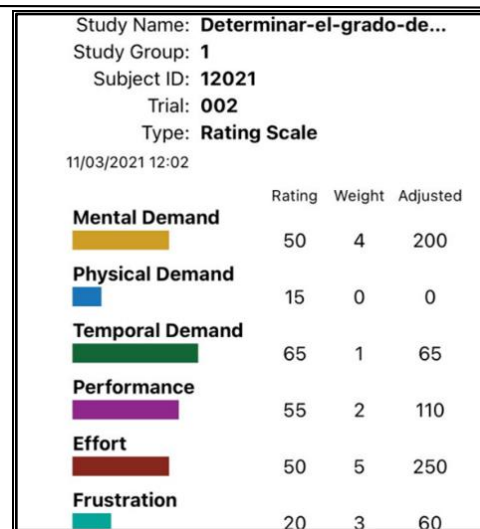 Study Name: Determinar-el-grado-de...
Study Group: 1
Subject ID: 12021
Trial: 002
Type: Rating Scale
11/03/2021 12:02
Rating Weight Adjusted
Mental Demand
50 4 200
Physical Demand
15 0 0
Temporal Demand
65 1 65
Performance
55 2 110
Effort
50 5 250
Frustration
20 3 60